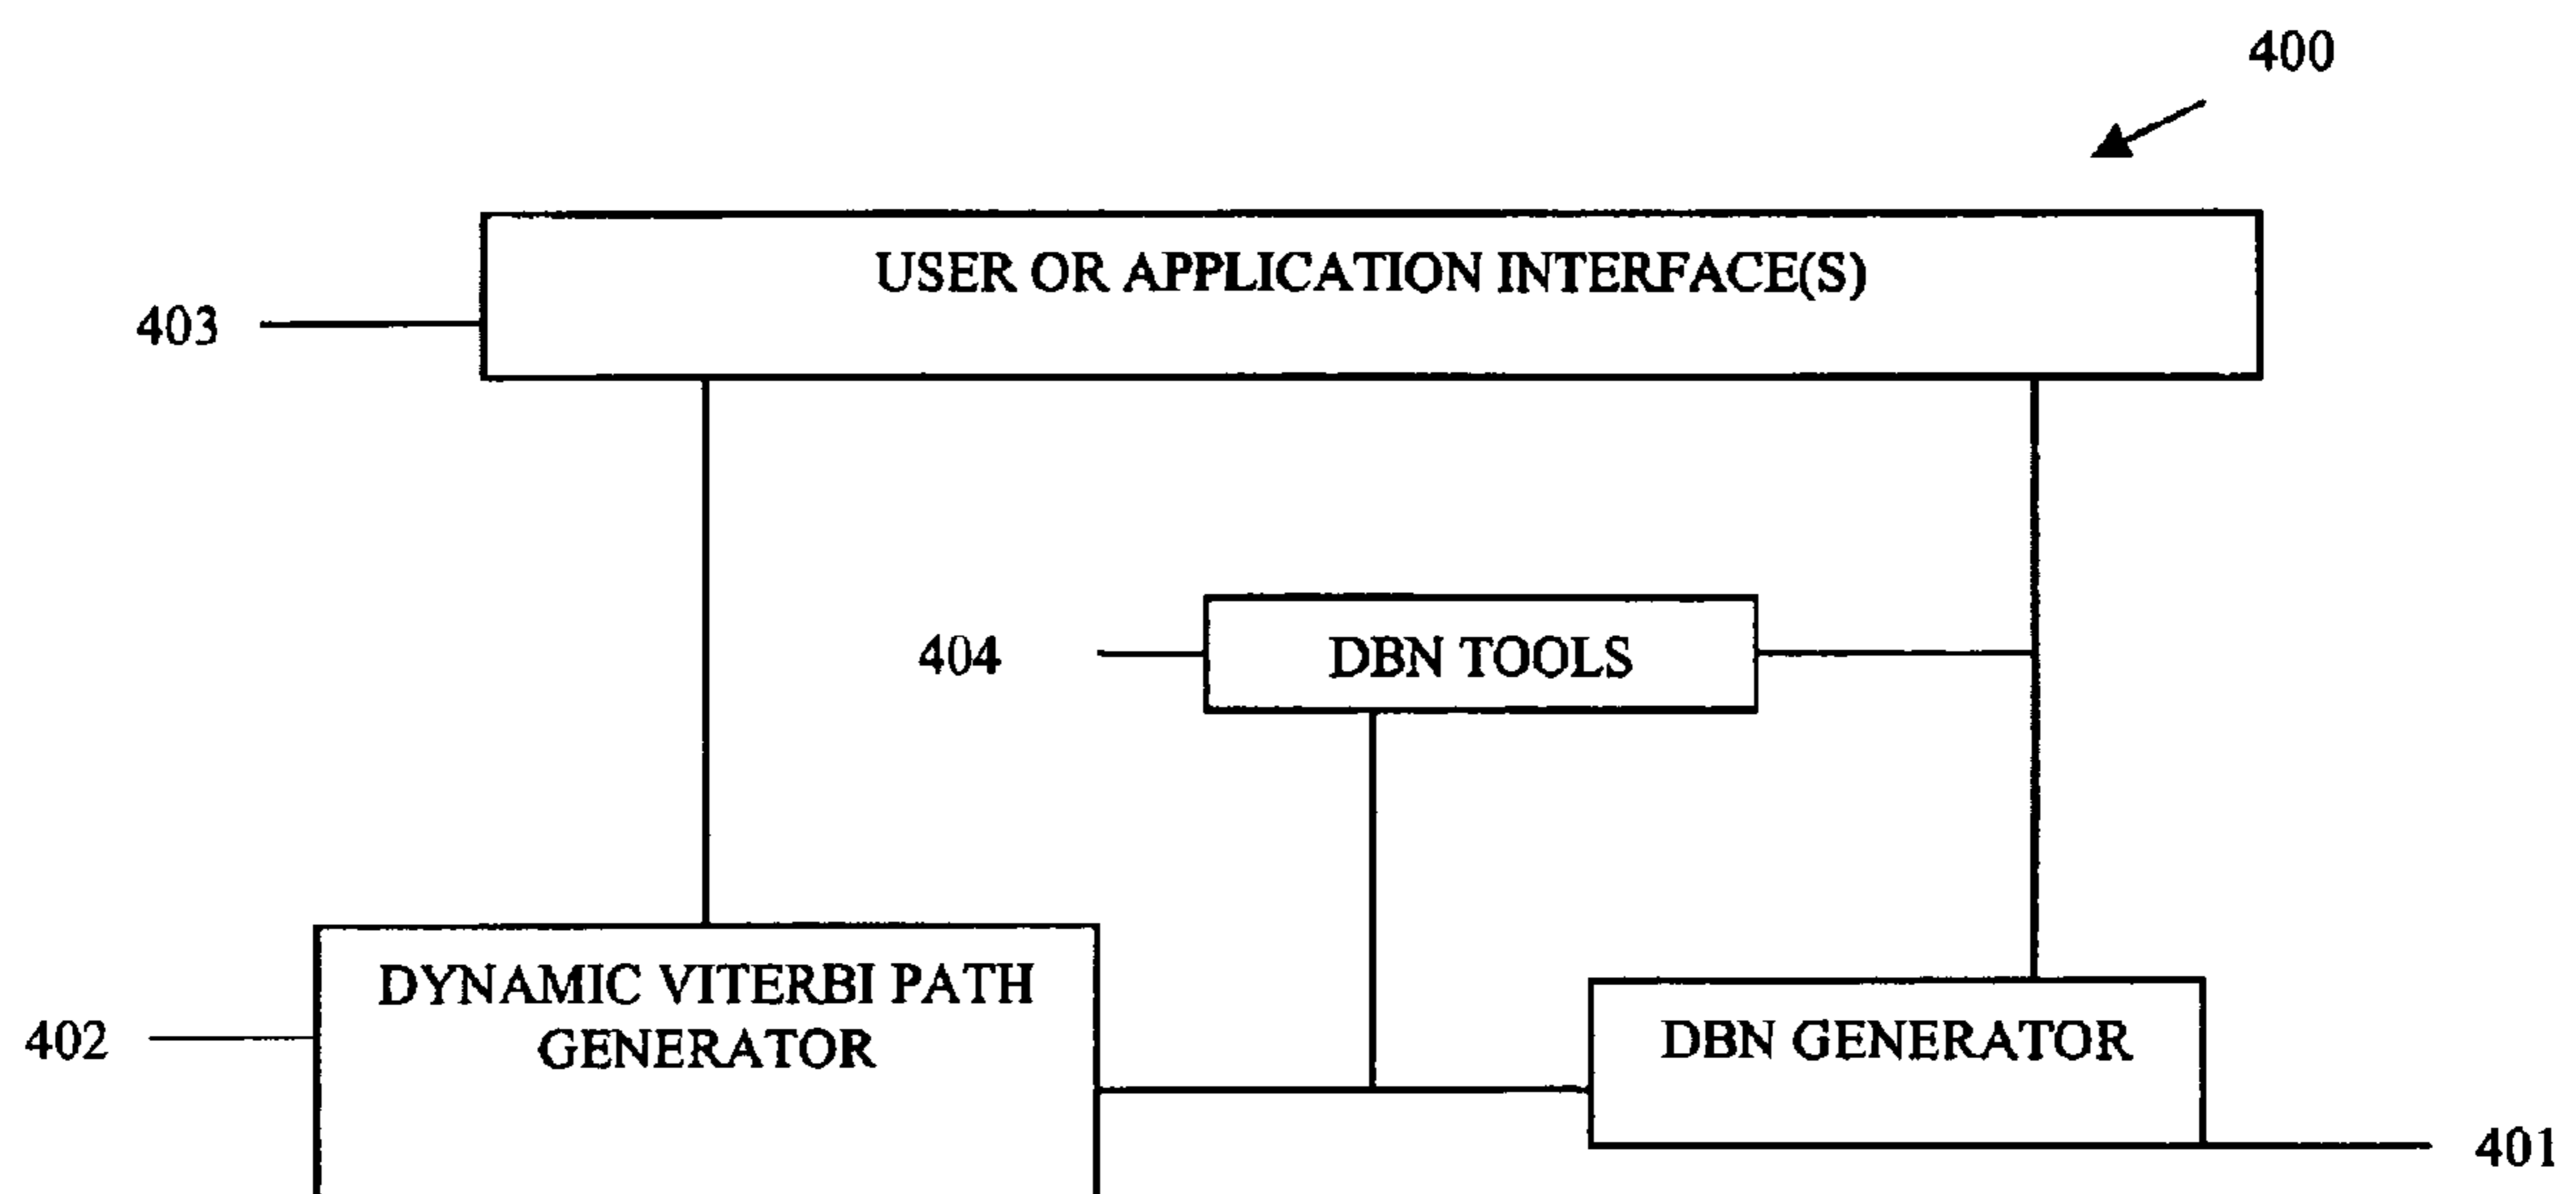 400
USER OR APPLICATION INTERFACE(S)
403
404
DBN TOOLS
DYNAMIC VITERBI PATH
GENERATOR
402
DBN GENERATOR
401